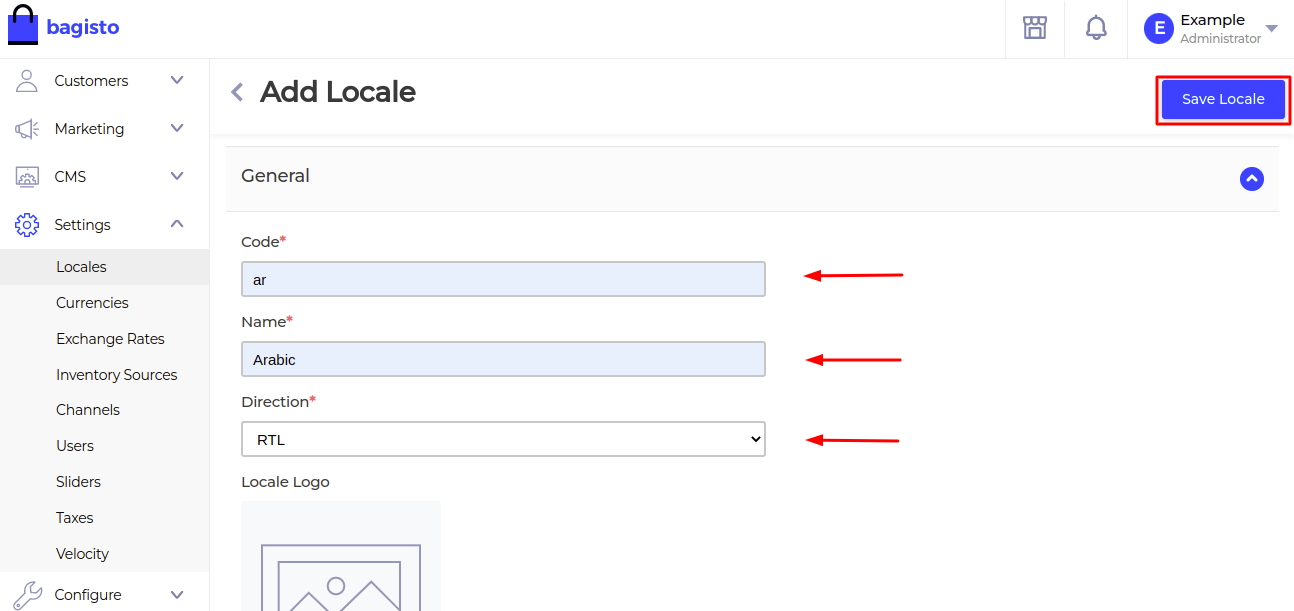 bagisto
E
Example
Administrator
Customers
Marketing
CMS
Settings
Locales
Currencies
Exchange Rates
Inventory Sources
Channels
Users
Sliders
Taxes
Velocity
Configure
Add Locale
Save Locale
General
Code*
ar
Name*
Arabic
Direction*
RTL
Locale Logo